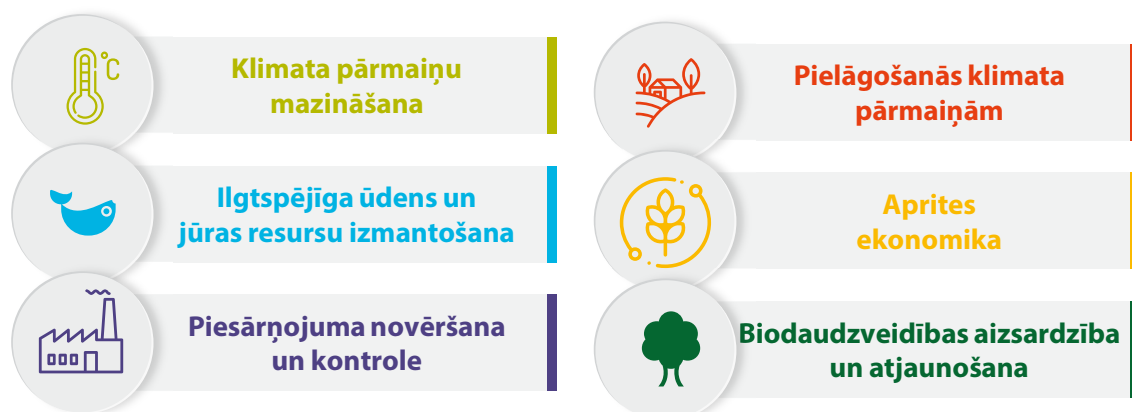 °C
Klimata pārmaiņu
mazināšana
Pielāgošanās klimata
pārmaiņām
Ilgtspējīga ūdens un
jūras resursu izmantošana
Aprites
ekonomika
Piesārņojuma novēršana
un kontrole
Biodaudzveidības aizsardzība
un atjaunošana